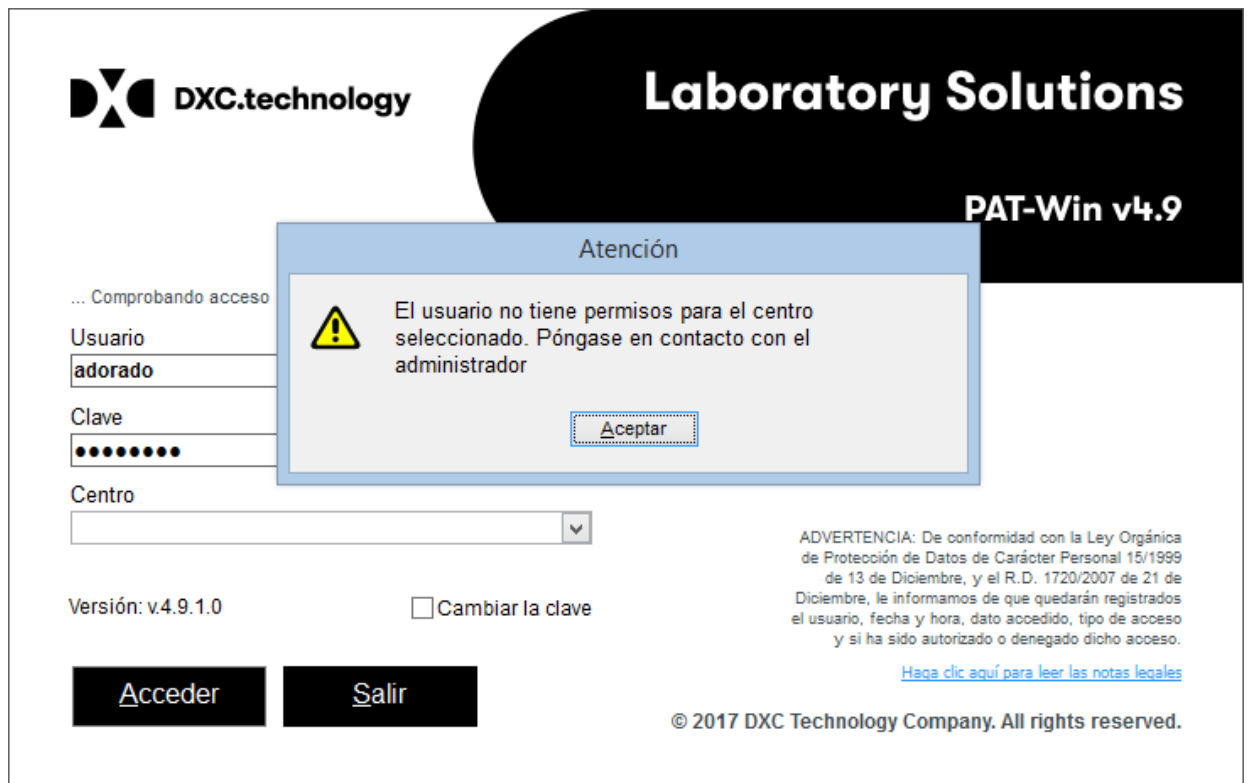 DXC.technology
Laboratory Solutions
PAT-Win v4.9
Atención
... Comprobando acceso
El usuario no tiene permisos para el centro
seleccionado. Póngase en contacto con el
administrador
Aceptar
Usuario
adorado
Clave
●●●●●●●●
Centro
Versión: v.4.9.1.0
Cambiar la clave
Acceder
Salir
ADVERTENCIA: De conformidad con la Ley Orgánica
de Protección de Datos de Carácter Personal 15/1999
de 13 de Diciembre, y el R.D. 1720/2007 de 21 de
Diciembre, le informamos de que quedarán registrados
el usuario, fecha y hora, dato accedido, tipo de acceso
y si ha sido autorizado o denegado dicho acceso.
Haga clic aquí para leer las notas legales
© 2017 DXC Technology Company. All rights reserved.